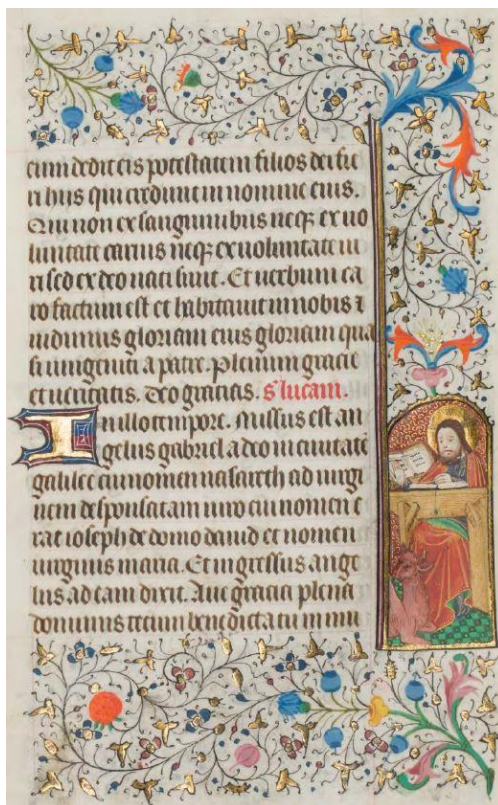 eum dedit eis potestatem filios dei fie
ri hiis qui credunt in nomine eius.
Qui non ex sanguinibus neq; ex uo
luntate carnis neq; ex uoluntate ui
ri sed ex deo nati sunt. Et uerbum ca
ro factum est et habitauit in nobis ⁊
uidimus gloriam eius gloriam qua
si unigeniti a patre. plenum gracie
et ueritatis. Deo gracias. S' lucam.
In illo tempore. Missus est an
gelus gabriel a deo in ciuitate
galilee cui nomen nasareth ad uirgi
nem desponsatam uiro cui nomen e
rat ioseph de domo dauid et nomen
uirginis maria. Et ingressus ange
lus ad eam dixit. Aue gracia plena
dominus tecum benedicta tu in mu